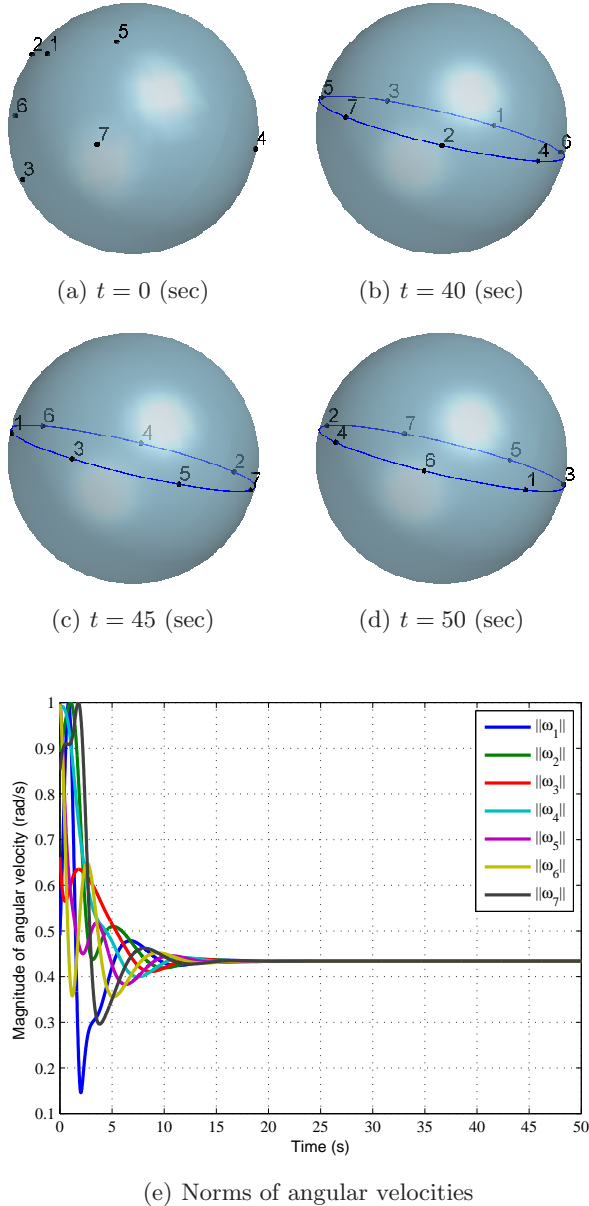 2 1 5
6
7
4
3
(a) t = 0 (sec)
5 3
7 1
2 4 6
(b) t = 40 (sec)
1 6
3 4
5 2 7
(c) t = 45 (sec)
2 7
4 5
6 1 3
(d) t = 50 (sec)
Magnitude of angular velocity (rad/s)
1
0.9
0.8
0.7
0.6
0.5
0.4
0.3
0.2
0.1
||ω1||
||ω2||
||ω3||
||ω4||
||ω5||
||ω6||
||ω7||
0 5 10 15 20 25 30 35 40 45 50
Time (s)
(e) Norms of angular velocities